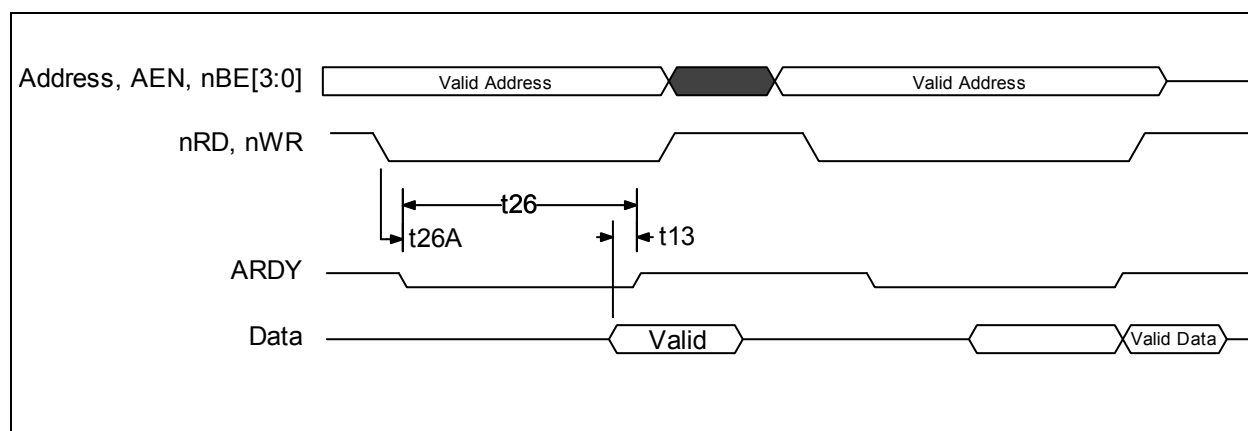 Address, AEN, nBE[3:0]
Valid Address
Valid Address
nRD, nWR
t26
t26A
t13
ARDY
Data
Valid
Valid Data